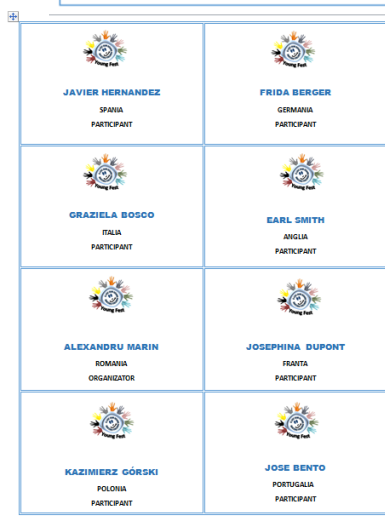 Young Fest
JAVIER HERNANDEZ
SPANIA
PARTICIPANT
Young Fest
FRIDA BERGER
GERMANIA
PARTICIPANT
Young Fest
GRAZIELA BOSCO
ITALIA
PARTICIPANT
Young Fest
EARL SMITH
ANGLIA
PARTICIPANT
Young Fest
ALEXANDRU MARIN
ROMANIA
ORGANIZATOR
Young Fest
JOSEPHINA DUPONT
FRANTA
PARTICIPANT
Young Fest
KAZIMIERZ GÓRSKI
POLONIA
PARTICIPANT
Young Fest
JOSE BENTO
PORTUGALIA
PARTICIPANT